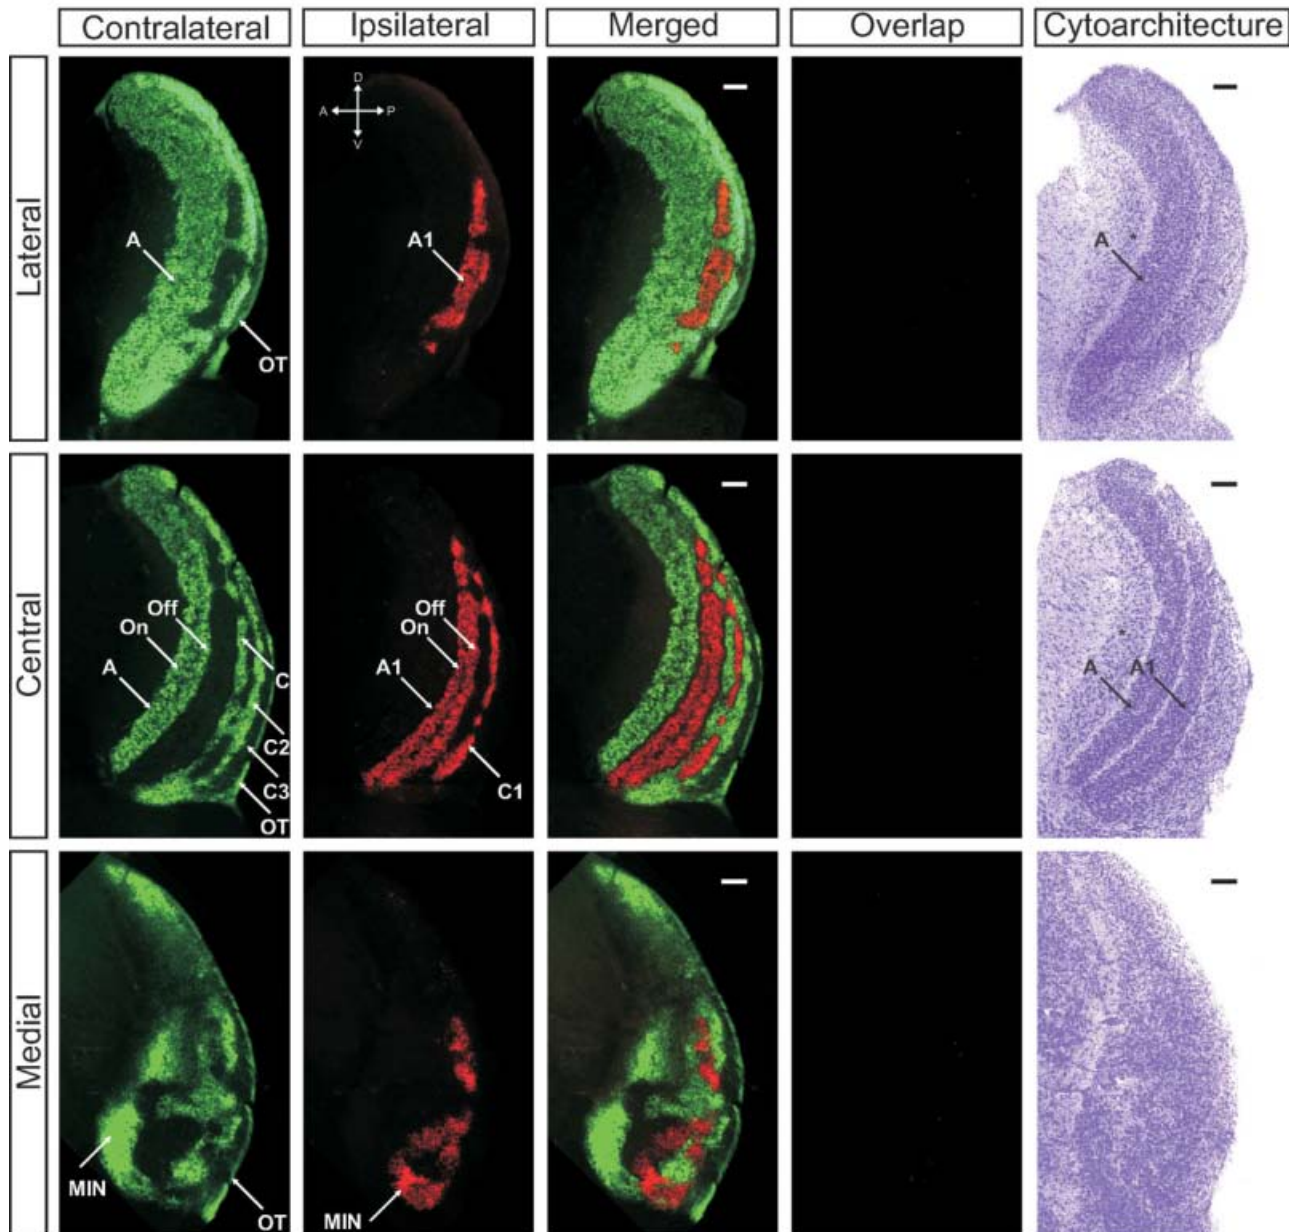 Contralateral Ipsilateral Merged Overlap Cytoarchitecture
Lateral
D
A P
V
A A1 A
OT
Central
Off Off
On On
A A1 A A1
C
C2
C3 C1
OT
Medial
MIN MIN
OT